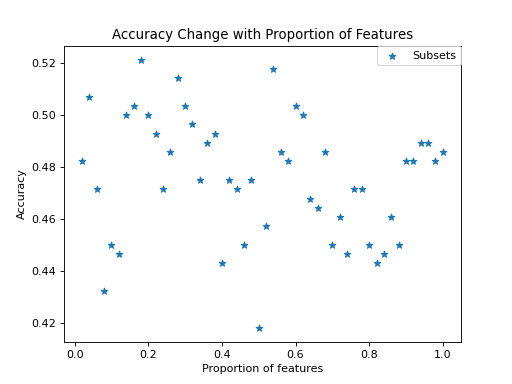 Accuracy Change with Proportion of Features
Subsets
0.52
0.50
0.48
0.46
0.44
0.42
Accuracy
0.0 0.2 0.4 0.6 0.8 1.0
Proportion of features